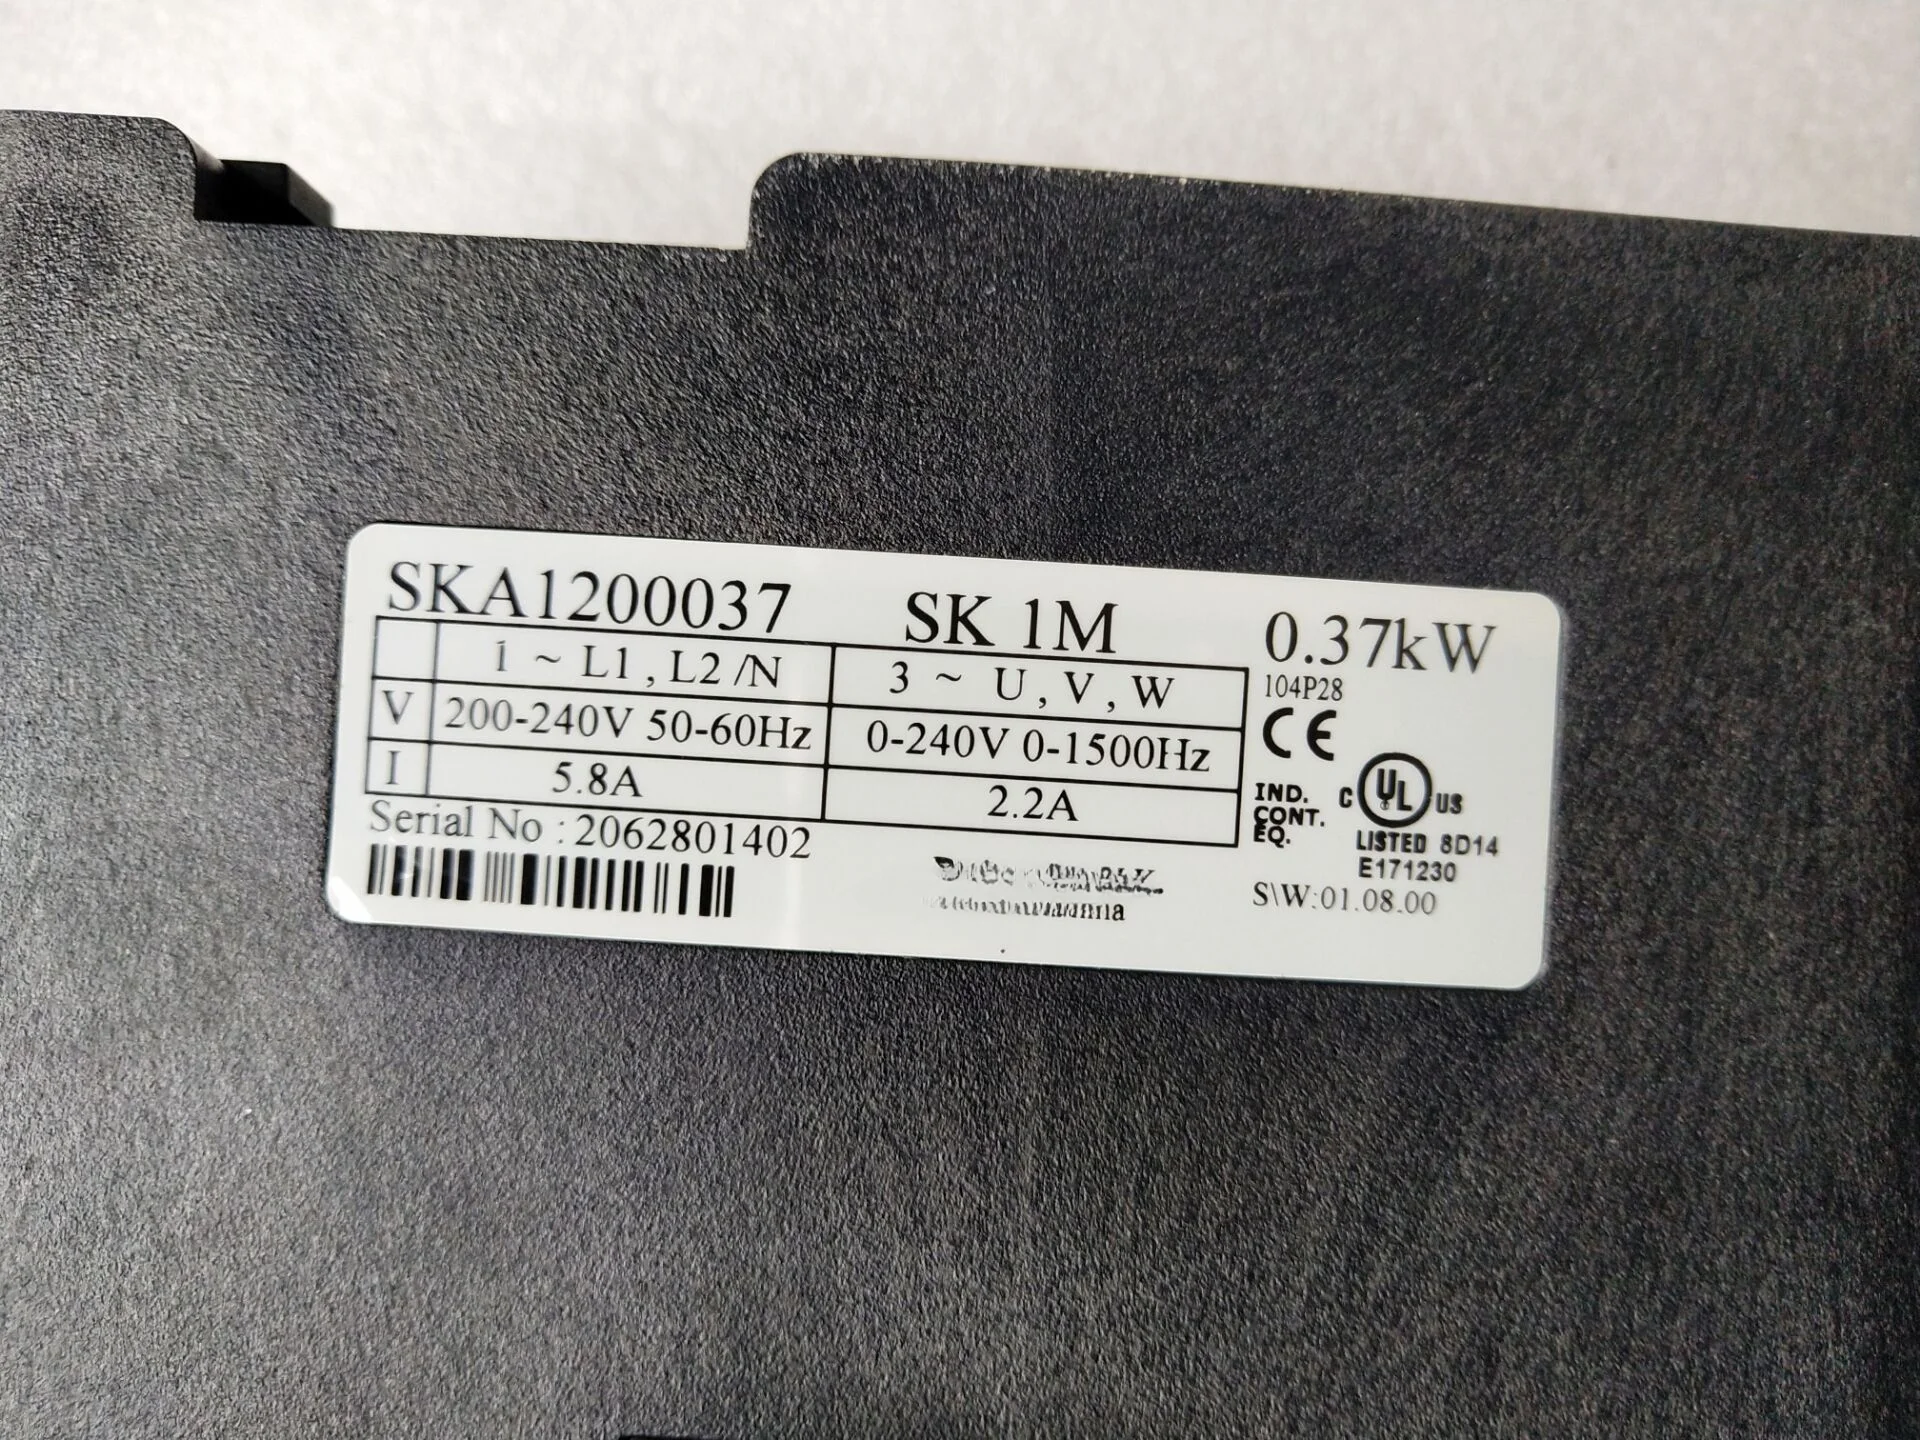 SKA1200037 SK 1M 0.37kW
1 ~ L1 , L2 /N 3 ~ U , V , W
104P28
V 200-240V 50-60Hz 0-240V 0-1500Hz
CE
I 5.8A 2.2A
IND.
CONT.
EQ.
C UL US
LISTED 8D14
E171230
Serial No : 2062801402
S\W:01.08.00